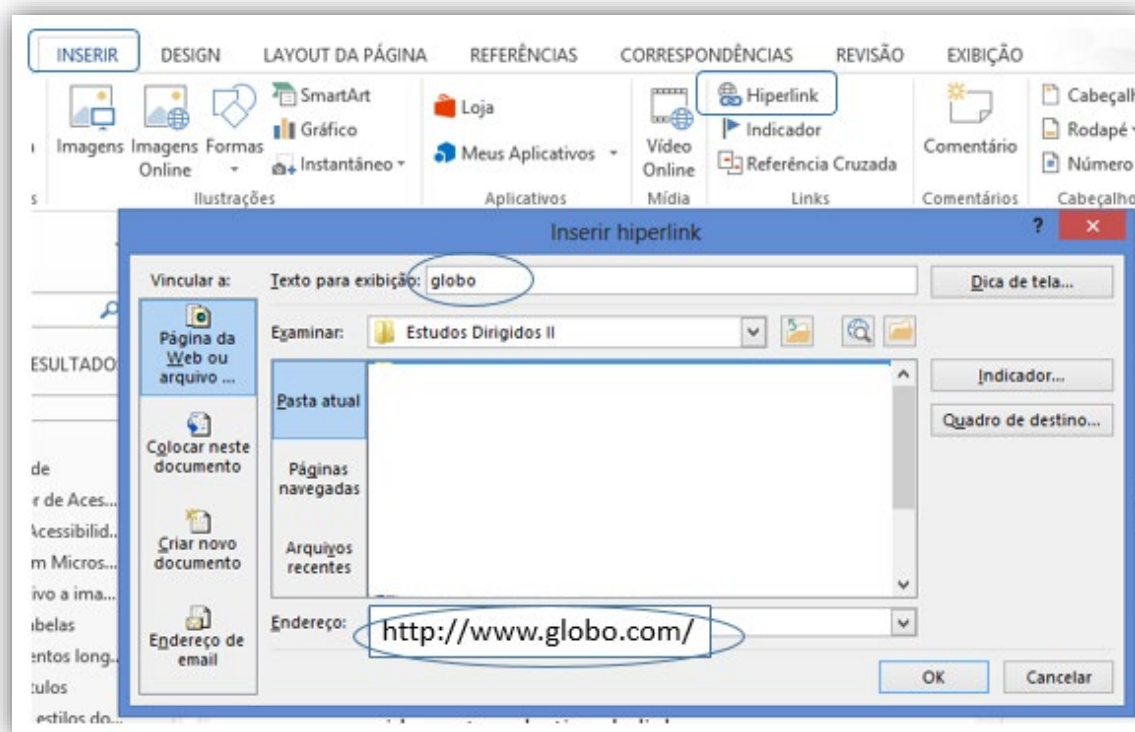 INSERIR DESIGN LAYOUT DA PÁGINA REFERÊNCIAS CORRESPONDÊNCIAS REVISÃO EXIBIÇÃO
Imagens
Imagens Online
Formas
SmartArt
Gráfico
Instantâneo
Ilustrações
Loja
Meus Aplicativos
Aplicativos
Vídeo
Online
Mídia
Hiperlink
Indicador
Referência Cruzada
Links
Comentário
Comentários
Cabeçalh
Rodapé
Número
Cabeçalho
Inserir hiperlink
? ×
Vincular a:
Texto para exibição: globo
Dica de tela...
Página da
Web ou
arquivo ...
Colocar neste
documento
Criar novo
documento
Endereço de
email
Examinar: Estudos Dirigidos II
Pasta atual
Páginas
navegadas
Arquivos
recentes
Indicador...
Quadro de destino...
Endereço: http://www.globo.com/
OK Cancelar
ESULTADO
de
r de Aces...
Acessibilid...
m Micros...
ivo a ima...
abelas
entos long...
tulos
estilos do...